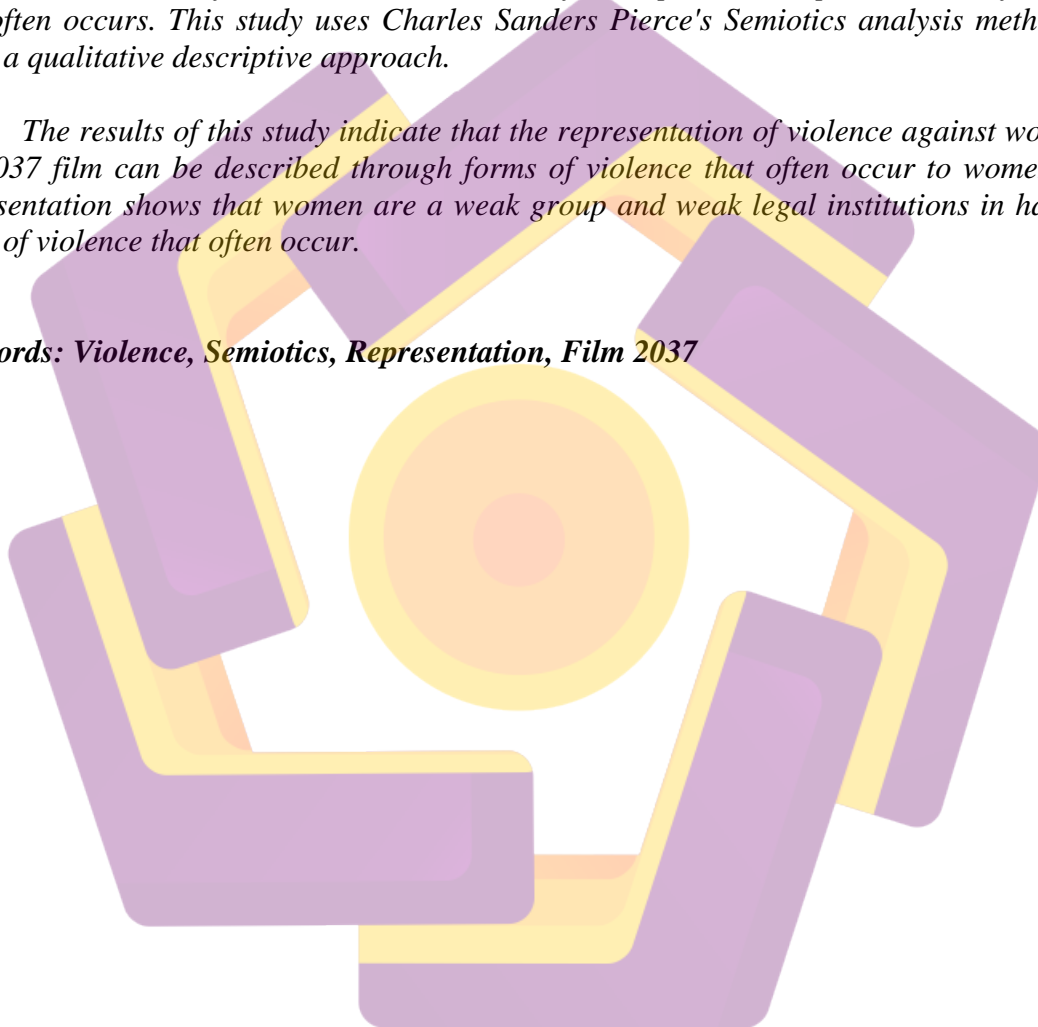 often occurs. This study uses Charles Sanders Pierce's Semiotics analysis meth
a qualitative descriptive approach.
The results of this study indicate that the representation of violence against wo
037 film can be described through forms of violence that often occur to wome
sentation shows that women are a weak group and weak legal institutions in ha
of violence that often occur.
ords: Violence, Semiotics, Representation, Film 2037